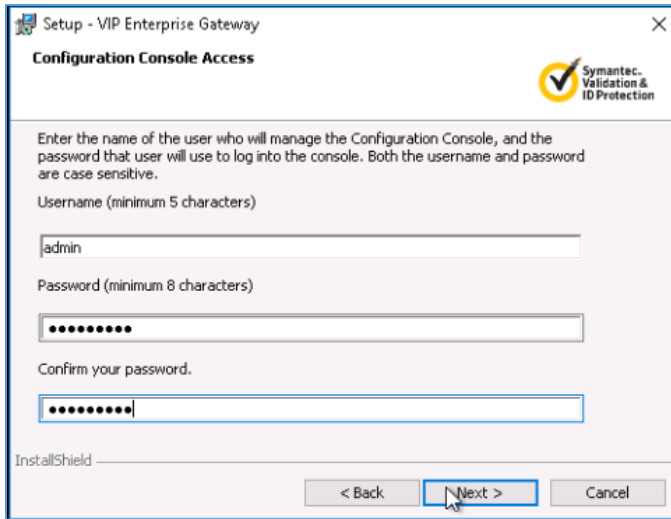 Setup - VIP Enterprise Gateway
Configuration Console Access
Symantec.
Validation &
ID Protection
Enter the name of the user who will manage the Configuration Console, and the
password that user will use to log into the console. Both the username and password
are case sensitive.
Username (minimum 5 characters)
admin
Password (minimum 8 characters)
●●●●●●●●●
Confirm your password.
●●●●●●●●●
InstallShield
< Back
Next >
Cancel